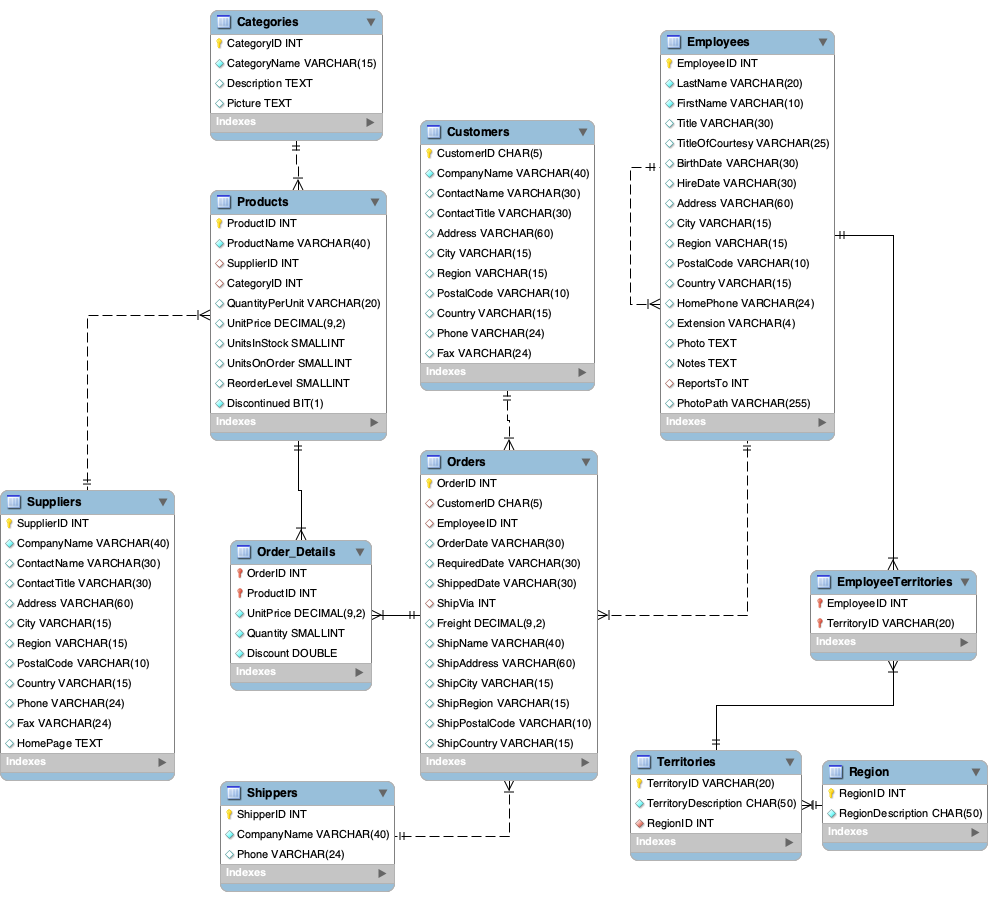 Categories
CategoryID INT
CategoryName VARCHAR(15)
Description TEXT
Picture TEXT
Indexes
Products
ProductID INT
ProductName VARCHAR(40)
SupplierID INT
CategoryID INT
QuantityPerUnit VARCHAR(20)
UnitPrice DECIMAL(9,2)
UnitsInStock SMALLINT
UnitsOnOrder SMALLINT
ReorderLevel SMALLINT
Discontinued BIT(1)
Indexes
Suppliers
SupplierID INT
CompanyName VARCHAR(40)
ContactName VARCHAR(30)
ContactTitle VARCHAR(30)
Address VARCHAR(60)
City VARCHAR(15)
Region VARCHAR(15)
PostalCode VARCHAR(10)
Country VARCHAR(15)
Phone VARCHAR(24)
Fax VARCHAR(24)
HomePage TEXT
Indexes
Order_Details
OrderID INT
ProductID INT
UnitPrice DECIMAL(9,2)
Quantity SMALLINT
Discount DOUBLE
Indexes
Shippers
ShipperID INT
CompanyName VARCHAR(40)
Phone VARCHAR(24)
Indexes
Customers
CustomerID CHAR(5)
CompanyName VARCHAR(40)
ContactName VARCHAR(30)
ContactTitle VARCHAR(30)
Address VARCHAR(60)
City VARCHAR(15)
Region VARCHAR(15)
PostalCode VARCHAR(10)
Country VARCHAR(15)
Phone VARCHAR(24)
Fax VARCHAR(24)
Indexes
Orders
OrderID INT
CustomerID CHAR(5)
EmployeeID INT
OrderDate VARCHAR(30)
RequiredDate VARCHAR(30)
ShippedDate VARCHAR(30)
ShipVia INT
Freight DECIMAL(9,2)
ShipName VARCHAR(40)
ShipAddress VARCHAR(60)
ShipCity VARCHAR(15)
ShipRegion VARCHAR(15)
ShipPostalCode VARCHAR(10)
ShipCountry VARCHAR(15)
Indexes
Employees
EmployeeID INT
LastName VARCHAR(20)
FirstName VARCHAR(10)
Title VARCHAR(30)
TitleOfCourtesy VARCHAR(25)
BirthDate VARCHAR(30)
HireDate VARCHAR(30)
Address VARCHAR(60)
City VARCHAR(15)
Region VARCHAR(15)
PostalCode VARCHAR(10)
Country VARCHAR(15)
HomePhone VARCHAR(24)
Extension VARCHAR(4)
Photo TEXT
Notes TEXT
ReportsTo INT
PhotoPath VARCHAR(255)
Indexes
EmployeeTerritories
EmployeeID INT
TerritoryID VARCHAR(20)
Indexes
Territories
TerritoryID VARCHAR(20)
TerritoryDescription CHAR(50)
RegionID INT
Indexes
Region
RegionID INT
RegionDescription CHAR(50)
Indexes